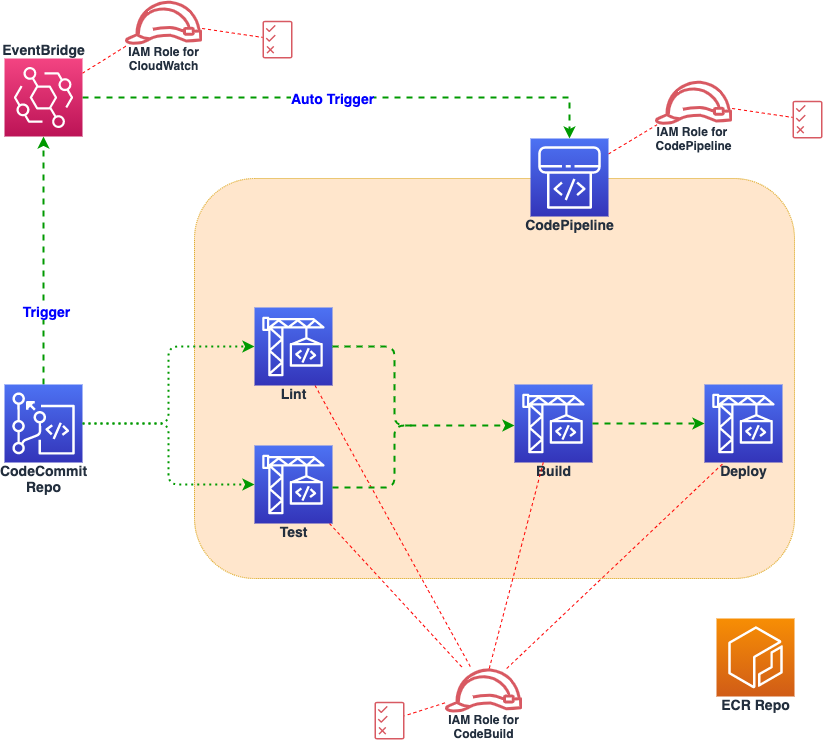 IAM Role for
CloudWatch
EventBridge
Auto Trigger
IAM Role for
CodePipeline
</>
CodePipeline
Trigger
</>
Lint
</>
CodeCommit
Repo
</>
Build
</>
Deploy
</>
Test
IAM Role for
CodeBuild
ECR Repo